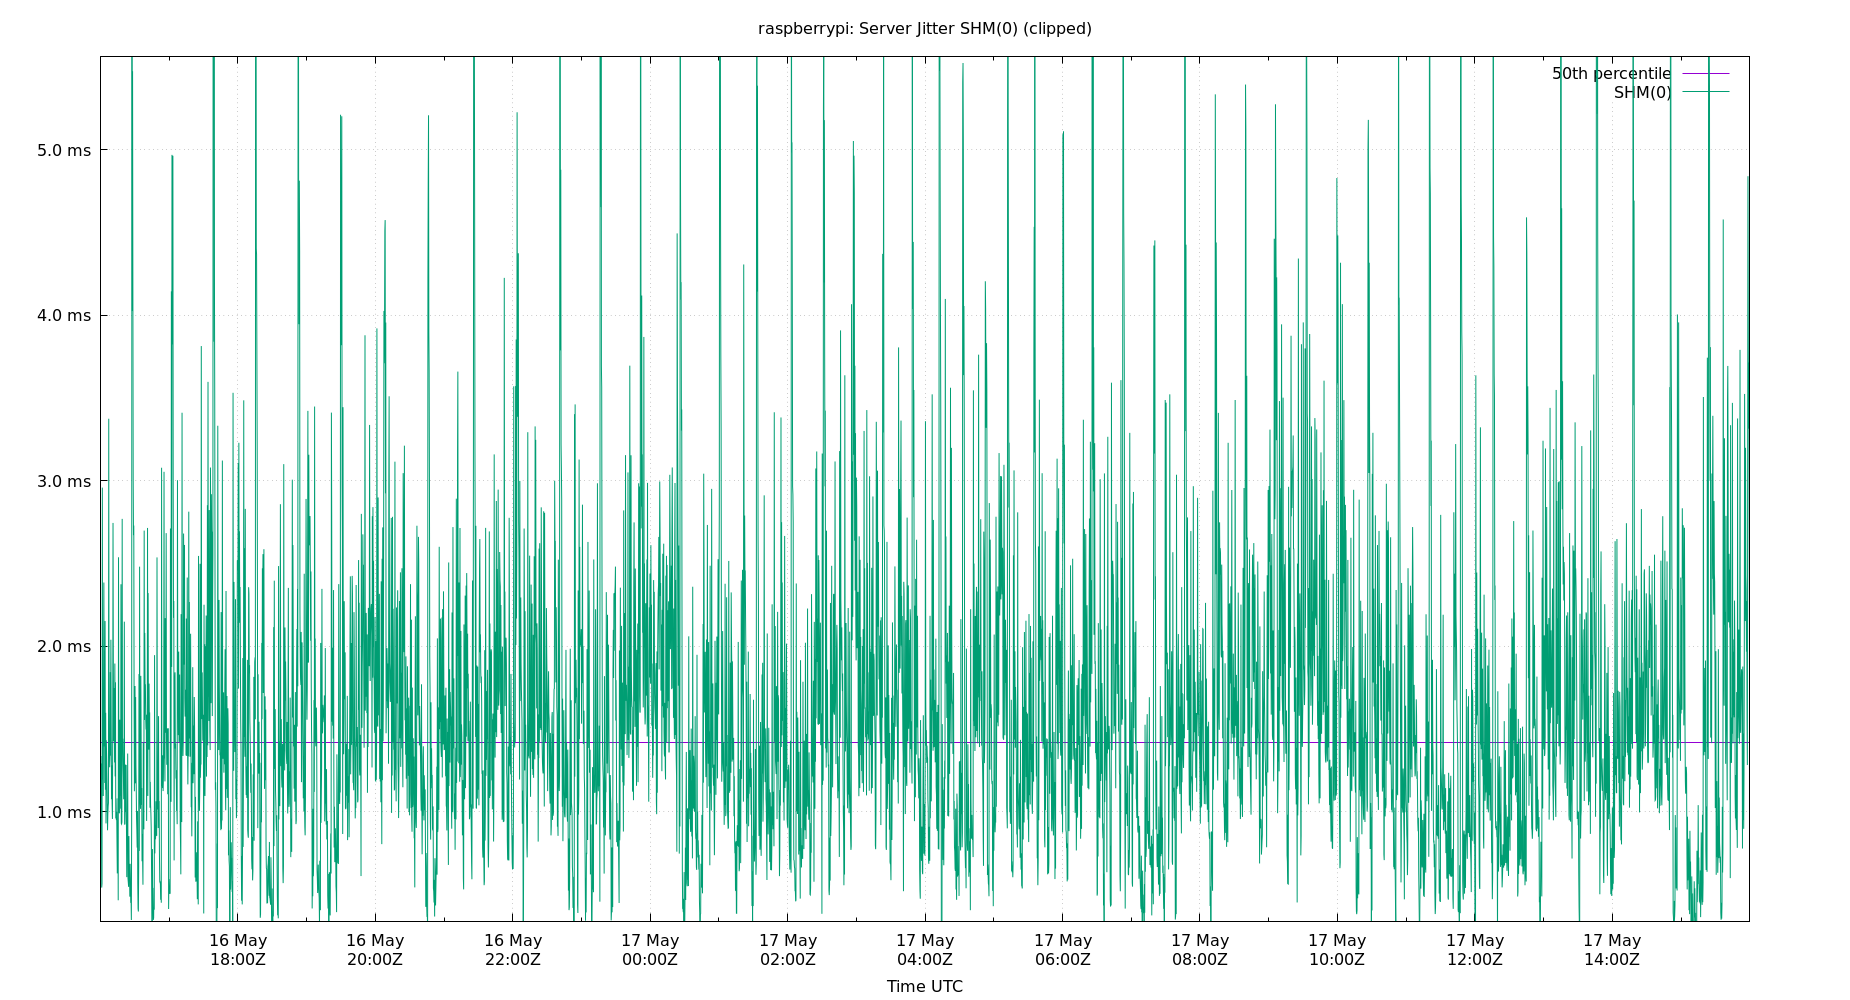 raspberrypi: Server Jitter SHM(0) (clipped)
50th percentile
SHM(0)
5.0 ms
4.0 ms
3.0 ms
2.0 ms
1.0 ms
16 May 16 May 16 May 17 May 17 May 17 May 17 May 17 May 17 May 17 May 17 May
18:00Z 20:00Z 22:00Z 00:00Z 02:00Z 04:00Z 06:00Z 08:00Z 10:00Z 12:00Z 14:00Z
Time UTC